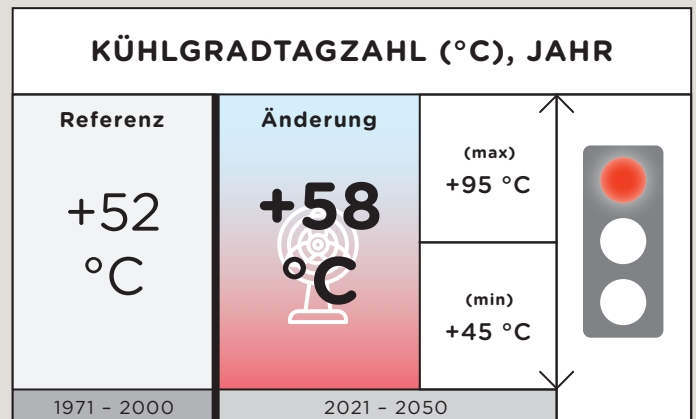 KÜHLGRADTAGZAHL (°C), JAHR
Referenz
+52
°C
Änderung
+58
°C
(max)
+95 °C
(min)
+45 °C
1971 – 2000
2021 – 2050